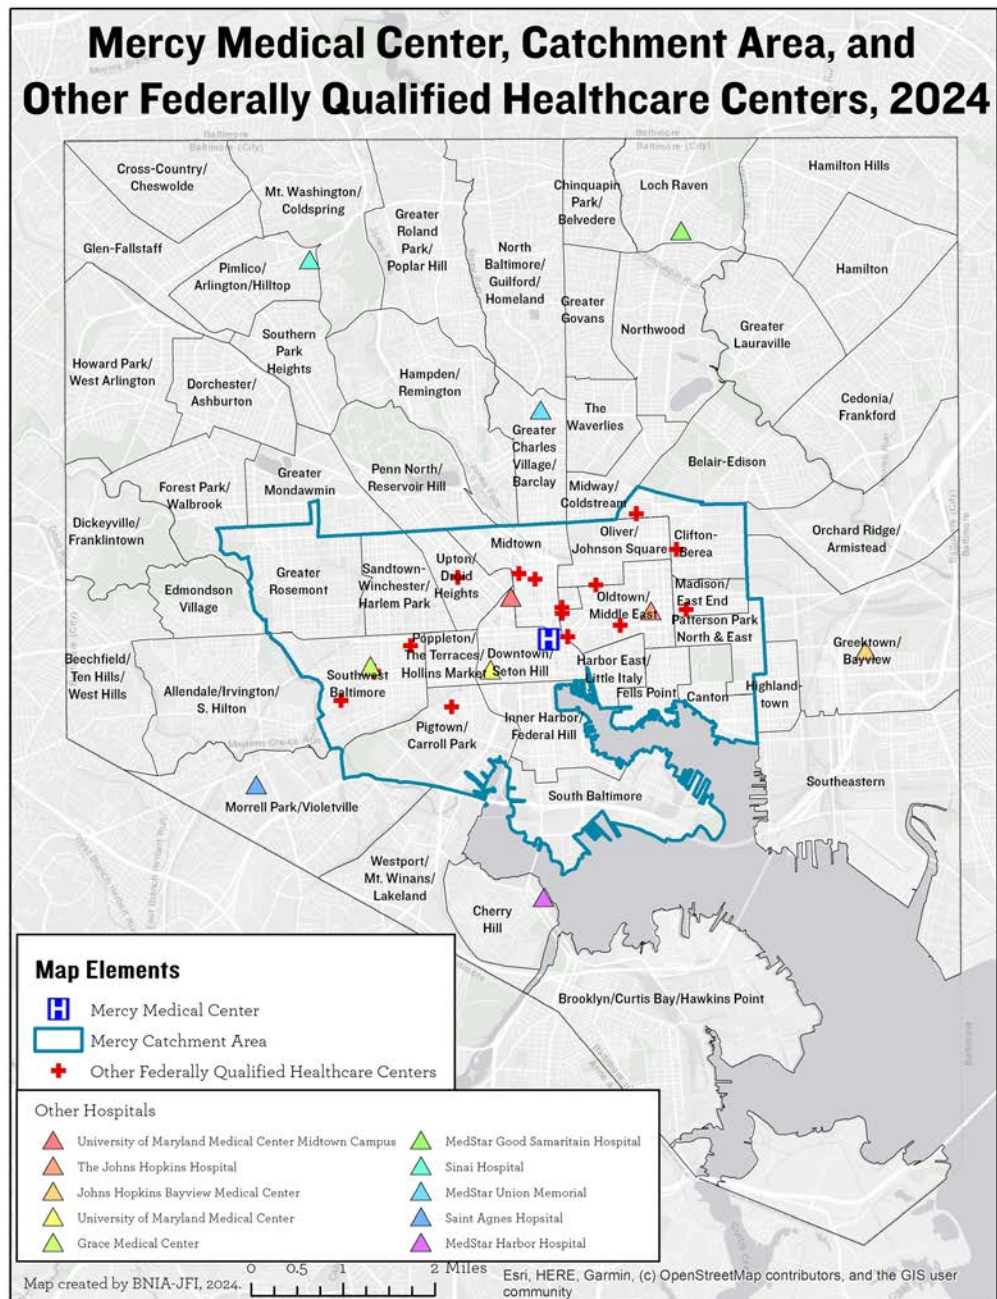 Mercy Medical Center, Catchment Area, and
Other Federally Qualified Healthcare Centers, 2024
Baltimore
Baltimore (City)
Baltimore
Baltimore (City)
Cross-Country/
Cheswolde
Mt. Washington/
Coldspring
Greater
Roland
Park/
Poplar Hill
Chinquapin
Park/
Belvedere
Loch Raven
Hamilton Hills
Glen-Fallstaff
Pimlico/
Arlington/Hilltop
North
Baltimore/
Guilford/
Homeland
Greater
Govans
Northwood
Hamilton
Greater
Lauraville
Southern
Park
Heights
Howard Park/
West Arlington
Dorchester/
Ashburton
Hampden/
Remington
The
Waverlies
Cedonia/
Frankford
Greater
Charles
Village/
Barclay
Belair-Edison
Forest Park/
Walbrook
Greater
Mondawmin
Penn North/
Reservoir Hill
Midway/
Coldstream
Dickeyville/
Franklintown
Orchard Ridge/
Armistead
Midtown
Oliver/
Johnson Square
Clifton-
Berea
Edmondson
Village
Greater
Rosemont
Sandtown-
Winchester/
Harlem Park
Upton/
Druid
Heights
Oldtown/
Middle East
Madison/
East End
Patterson Park
North & East
Beechfield/
Ten Hills/
West Hills
Allendale/Irvington/
S. Hilton
Southwest
Baltimore
Poppleton/
The Terraces/
Hollins Market
Downtown/
Seton Hill
H
Harbor East/
Little Italy
Fells Point
Canton
Highland-
town
Greektown/
Bayview
Pigtown/
Carroll Park
Inner Harbor/
Federal Hill
Southeastern
South Baltimore
Morrell Park/Violetville
Westport/
Mt. Winans/
Lakeland
Cherry
Hill
Brooklyn/Curtis Bay/Hawkins Point
Map Elements
H Mercy Medical Center
Mercy Catchment Area
Other Federally Qualified Healthcare Centers
Other Hospitals
University of Maryland Medical Center Midtown Campus
The Johns Hopkins Hospital
Johns Hopkins Bayview Medical Center
University of Maryland Medical Center
Grace Medical Center
MedStar Good Samaritain Hospital
Sinai Hospital
MedStar Union Memorial
Saint Agnes Hopsital
MedStar Harbor Hospital
Map created by BNIA-JFI, 2024.
0 0.5 1 2 Miles
Esri, HERE, Garmin, (c) OpenStreetMap contributors, and the GIS user
community